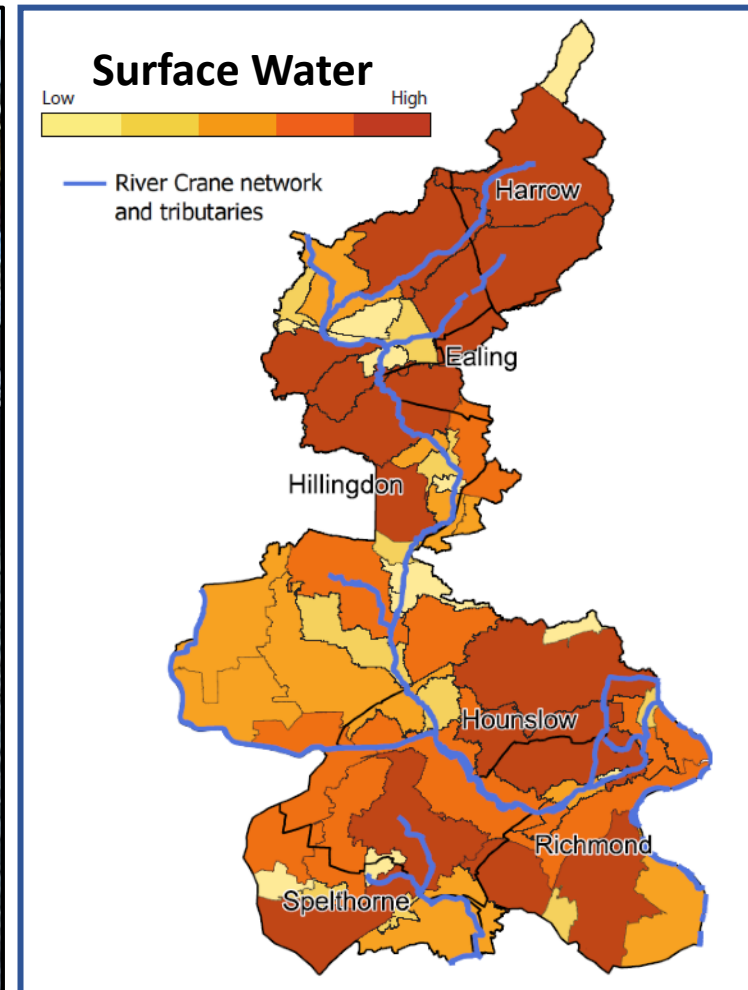 Surface Water
Low High
River Crane network
and tributaries
Harrow
Ealing
Hillingdon
Hounslow
Richmond
Spelthorne